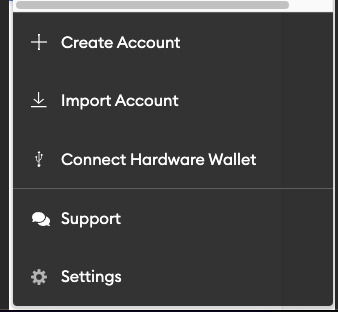 Create Account
Import Account
Connect Hardware Wallet
Support
Settings